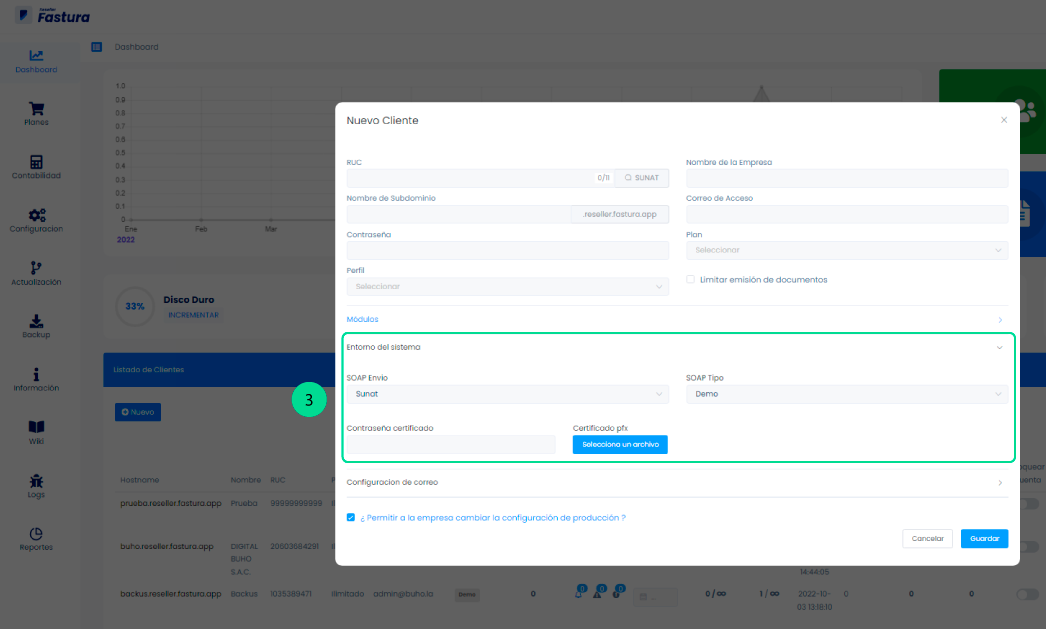 Reseller
Fastura
Dashboard
Dashboard
Planes
Contabilidad
Configuracion
Actualización
Backup
Información
Wiki
Logs
Reportes
1.0
0.9
0.8
0.7
0.6
0.5
0.4
0.3
0.2
0.1
0
Ene Feb Mar
2022
33% Disco Duro
INCREMENTAR
Listado de Clientes
Nuevo
Hostname Nombre RUC
prueba.reseller.fastura.app Prueba 99999999999
buho.reseller.fastura.app DIGITAL BUHO S.A.C. 20603684291
14:44:05
backus.reseller.fastura.app Backus 1035389471 Ilimitado admin@buho.io Demo 0 0 0 0 0/∞ 1/∞ 2022-10-03 13:18:10 0 0 0
Nuevo Cliente
RUC Nombre de la Empresa
0/11 SUNAT
Nombre de Subdominio Correo de Acceso
.reseller.fastura.app
Contraseña Plan
Seleccionar
Perfil
Seleccionar Limitar emisión de documentos
Módulos
3
Entorno del sistema
SOAP Envio SOAP Tipo
Sunat Demo
Contraseña certificado Certificado pfx
Selecciona un archivo
Configuracion de correo
¿ Permitir a la empresa cambiar la configuración de producción ?
Cancelar Guardar